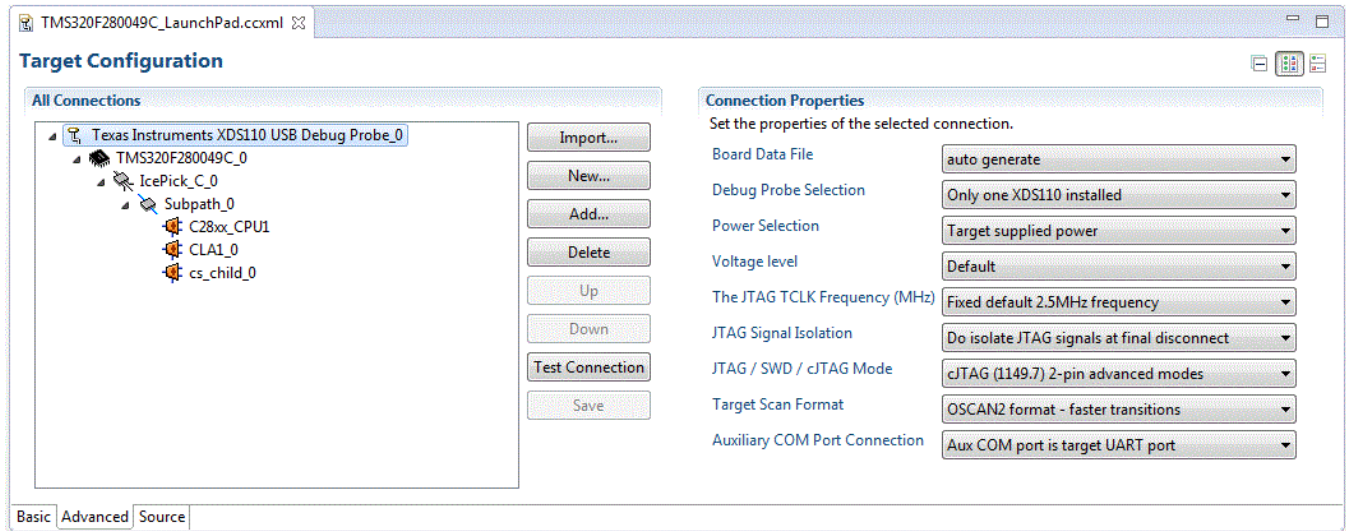 TMS320F280049C_LaunchPad.ccxml
Target Configuration
All Connections
Texas Instruments XDS110 USB Debug Probe_0
TMS320F280049C_0
IcePick_C_0
Subpath_0
C28xx_CPU1
CLA1_0
cs_child_0
Import...
New...
Add...
Delete
Up
Down
Test Connection
Save
Connection Properties
Set the properties of the selected connection.
Board Data File auto generate
Debug Probe Selection Only one XDS110 installed
Power Selection Target supplied power
Voltage level Default
The JTAG TCLK Frequency (MHz) Fixed default 2.5MHz frequency
JTAG Signal Isolation Do isolate JTAG signals at final disconnect
JTAG / SWD / cJTAG Mode cJTAG (1149.7) 2-pin advanced modes
Target Scan Format OSCAN2 format - faster transitions
Auxiliary COM Port Connection Aux COM port is target UART port
Basic Advanced Source